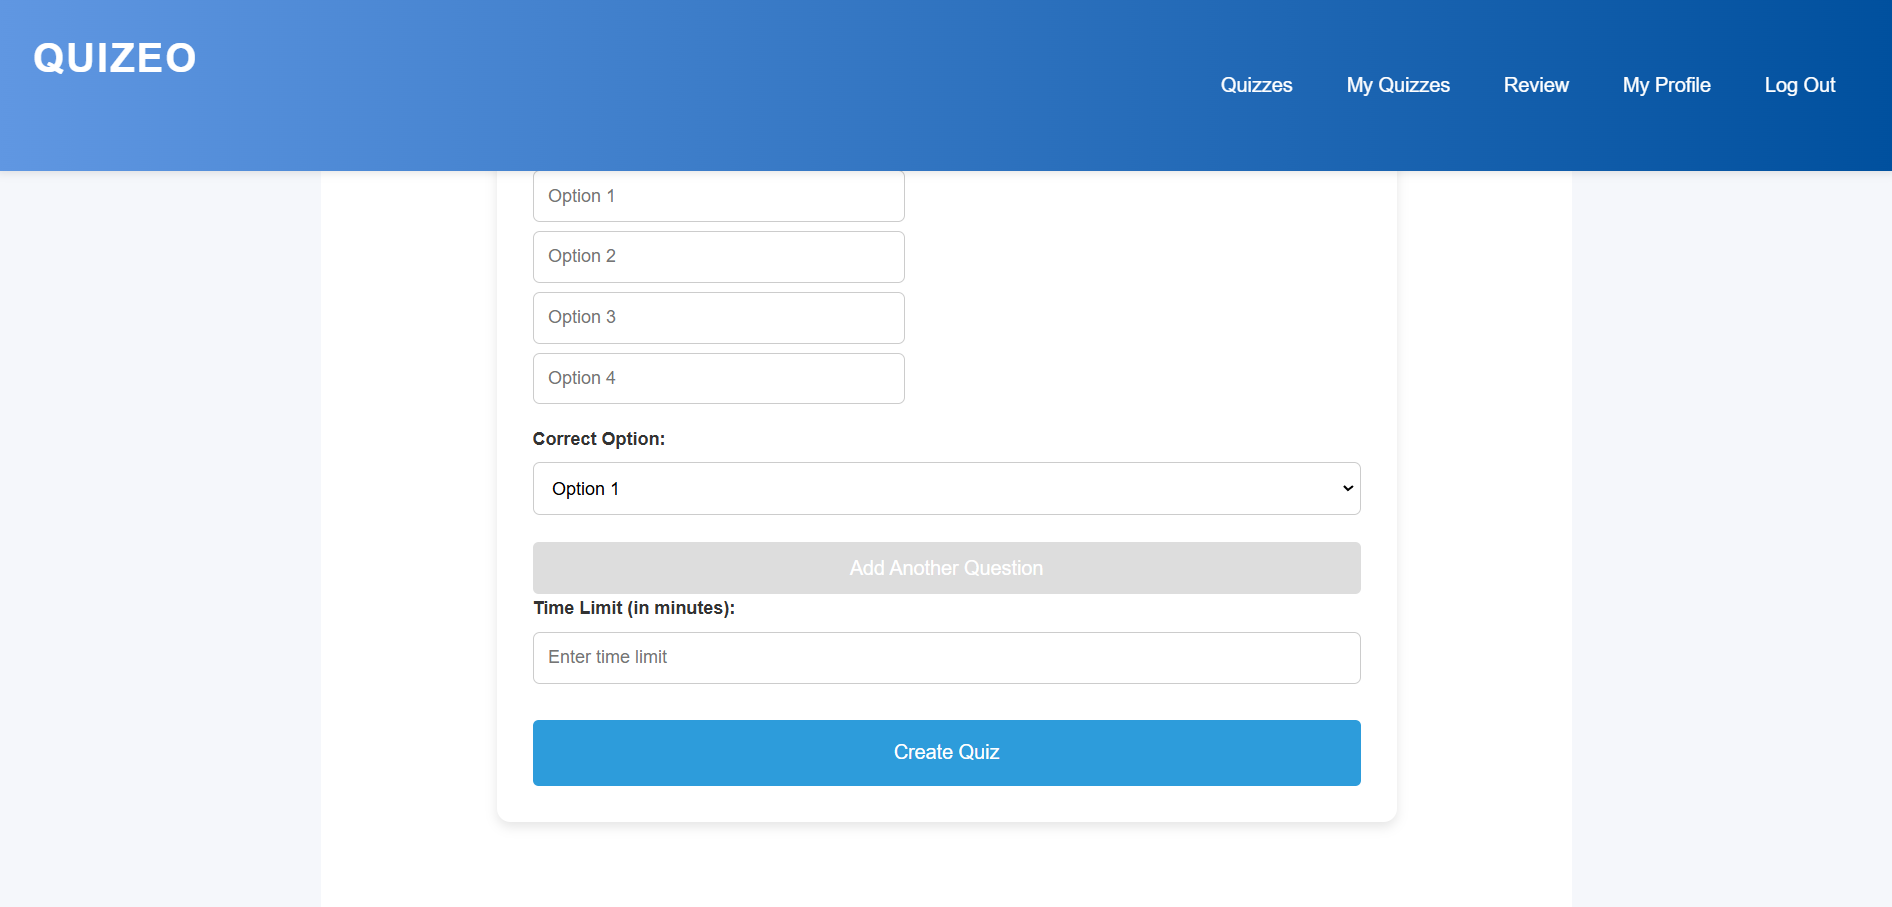 QUIZEO
Quizzes My Quizzes Review My Profile Log Out
Option 1
Option 2
Option 3
Option 4
Correct Option:
Option 1
Add Another Question
Time Limit (in minutes):
Enter time limit
Create Quiz